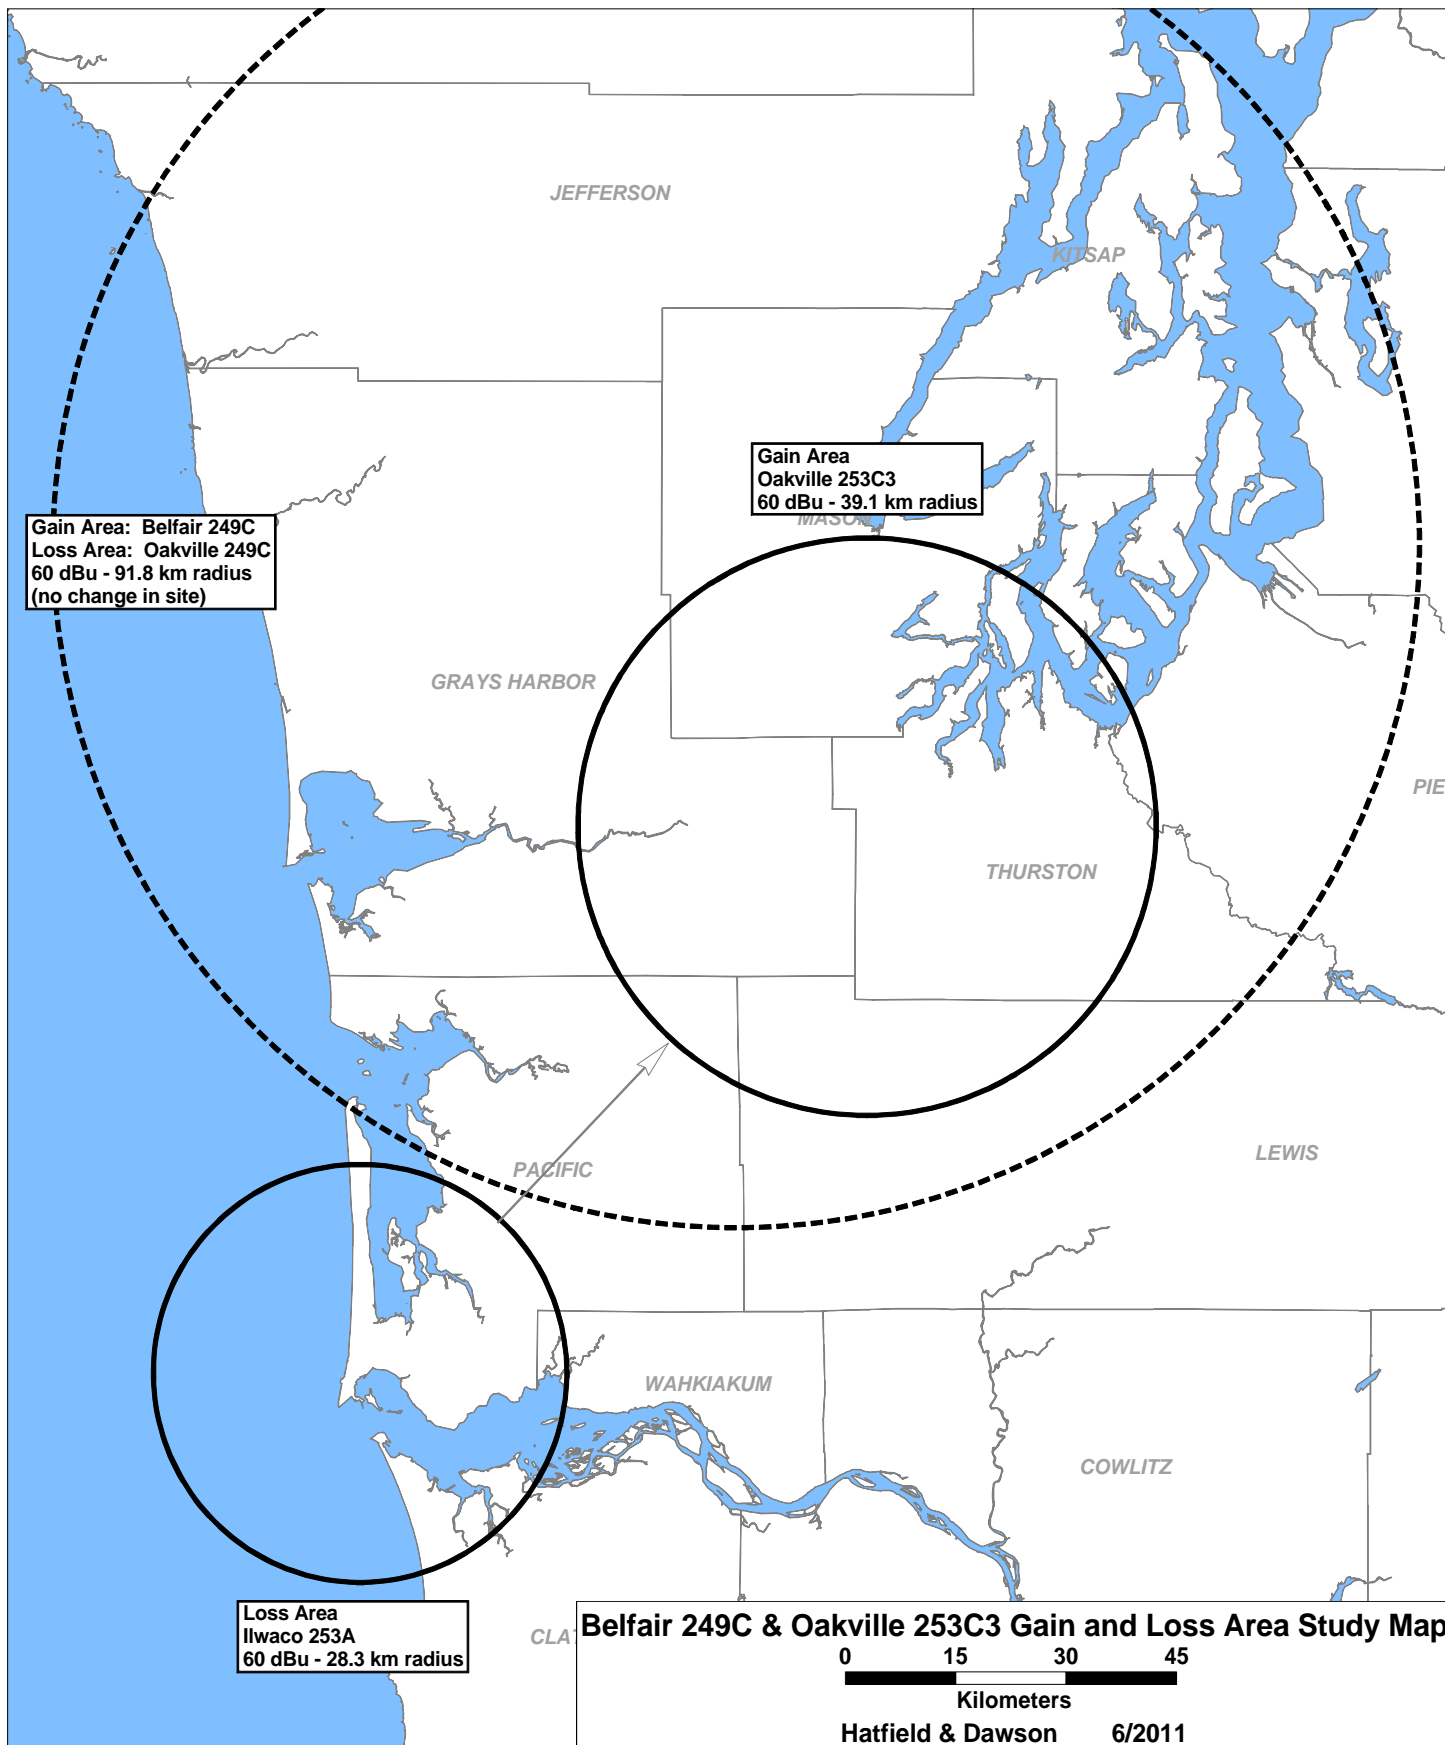 JEFFERSON
KITSAP
Gain Area
Oakville 253C3
60 dBu - 39.1 km radius
MASON
Gain Area: Belfair 249C
Loss Area: Oakville 249C
60 dBu - 91.8 km radius
(no change in site)
GRAYS HARBOR
PIE
THURSTON
LEWIS
PACIFIC
WAHKIAKUM
COWLITZ
Loss Area
Ilwaco 253A
60 dBu - 28.3 km radius
CLAT
Belfair 249C & Oakville 253C3 Gain and Loss Area Study Map
0 15 30 45
Kilometers
Hatfield & Dawson 6/2011